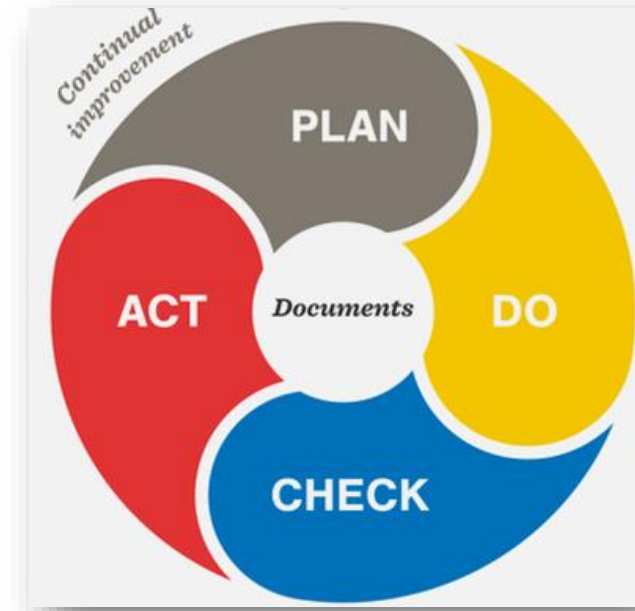 Continual
improvement
PLAN
ACT
Documents
DO
CHECK